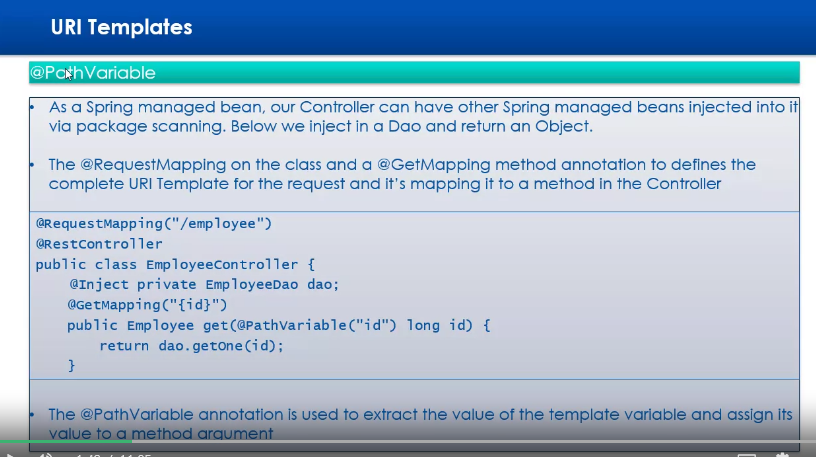 URI Templates
@PathVariable
• As a Spring managed bean, our Controller can have other Spring managed beans injected into it
via package scanning. Below we inject in a Dao and return an Object.
• The @RequestMapping on the class and a @GetMapping method annotation to defines the
complete URI Template for the request and it's mapping it to a method in the Controller
@RequestMapping("/employee")
@RestController
public class EmployeeController {
@Inject private EmployeeDao dao;
@GetMapping("{id}")
public Employee get(@PathVariable("id") long id) {
return dao.getOne(id);
}
• The @PathVariable annotation is used to extract the value of the template variable and assign its
value to a method argument